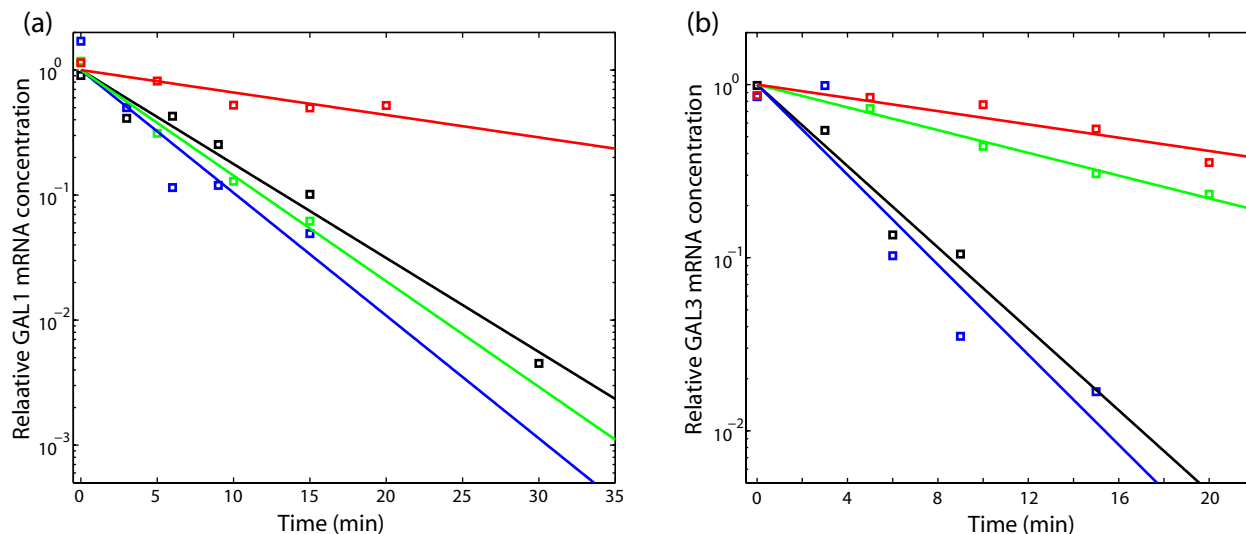 (a)
Relaative GAL1 mRNA concentration
10^0
10^-1
10^-2
10^-3
0 5 10 15 20 25 30 35
Time (min)
(b)
Relative GAL3 mRNA concentration
10^0
10^-1
10^-2
0 4 8 12 16 20
Time (min)